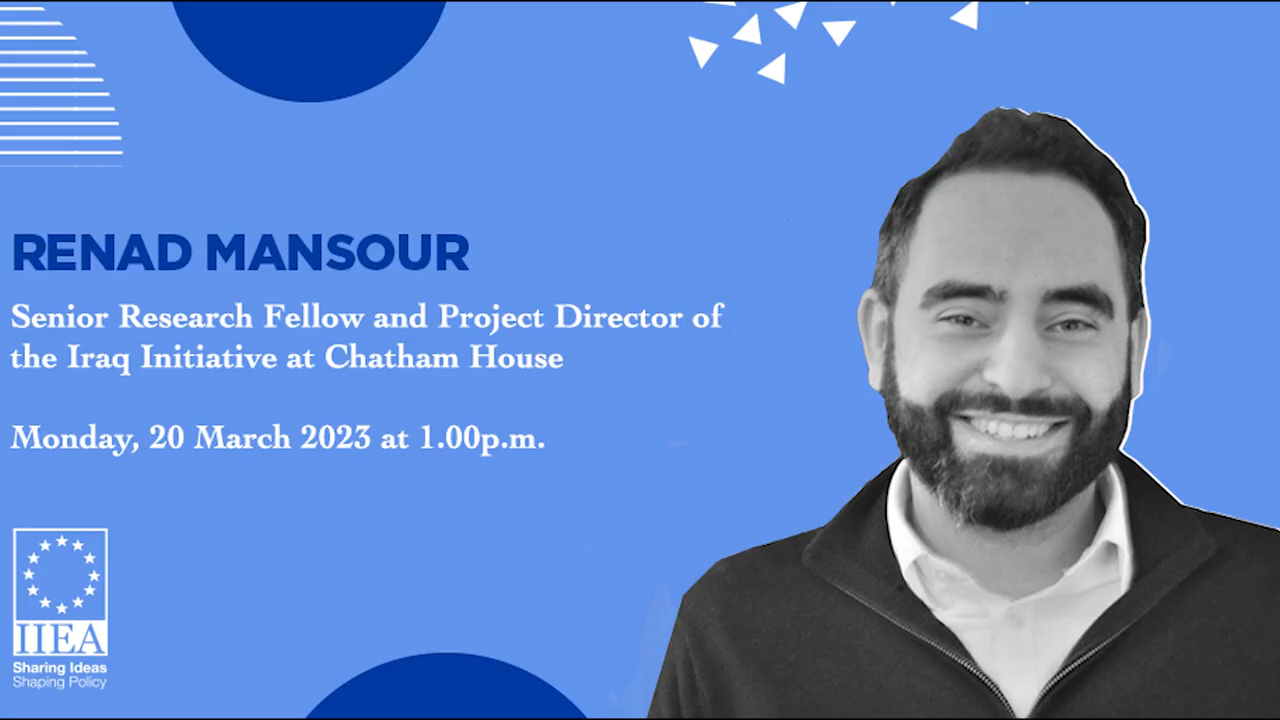 RENAD MANSOUR
Senior Research Fellow and Project Director of
the Iraq Initiative at Chatham House
Monday, 20 March 2023 at 1.00p.m.
IIEA
Sharing Ideas
Shaping Policy